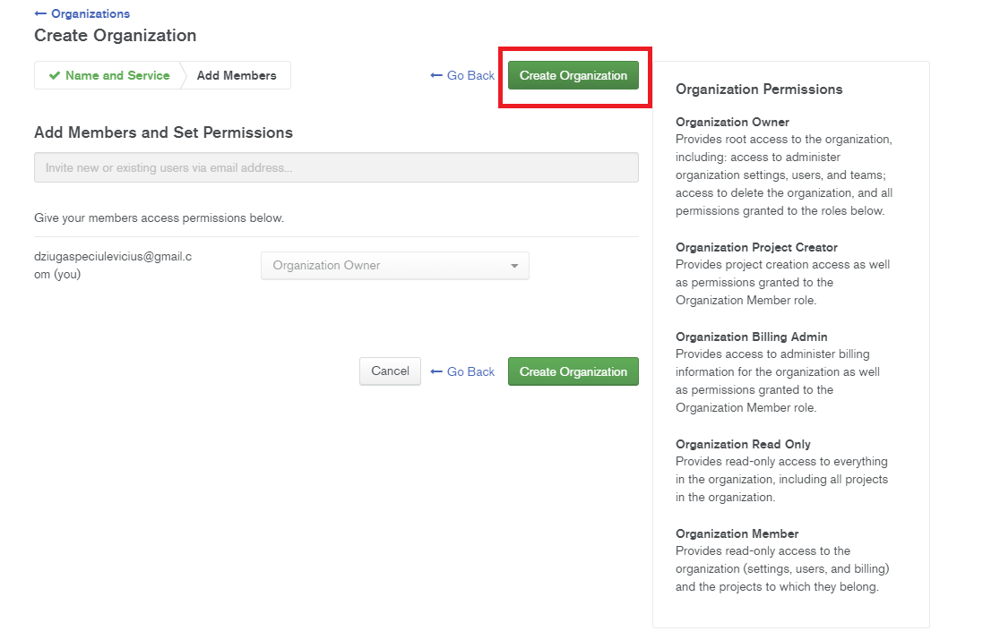 ← Organizations
Create Organization
✔ Name and Service
Add Members
← Go Back
Create Organization
Add Members and Set Permissions
Invite new or existing users via email address...
Give your members access permissions below.
dziugaspeciulevicius@gmail.c
om (you)
Organization Owner
Cancel
← Go Back
Create Organization
Organization Permissions
Organization Owner
Provides root access to the organization,
including: access to administer
organization settings, users, and teams;
access to delete the organization, and all
permissions granted to the roles below.
Organization Project Creator
Provides project creation access as well
as permissions granted to the
Organization Member role.
Organization Billing Admin
Provides access to administer billing
information for the organization as well
as permissions granted to the
Organization Member role.
Organization Read Only
Provides read-only access to everything
in the organization, including all projects
in the organization.
Organization Member
Provides read-only access to the
organization (settings, users, and billing)
and the projects to which they belong.